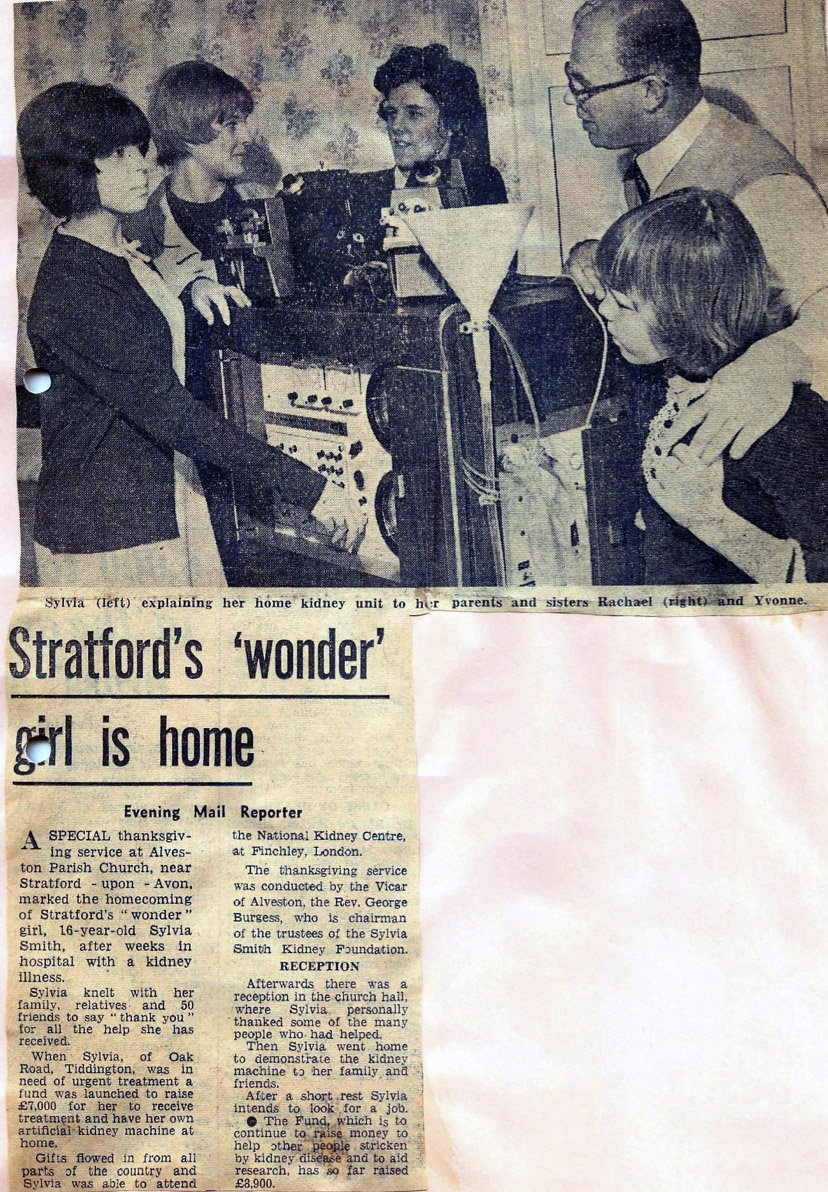 Sylvia (left) explaining her home kidney unit to her parents and sisters Rachael (right) and Yvonne.
Stratford's 'wonder'
girl is home
Evening Mail Reporter
A SPECIAL thanksgiv-
ing service at Alves-
ton Parish Church, near
Stratford - upon - Avon,
marked the homecoming
of Stratford's "wonder"
girl, 16-year-old Sylvia
Smith, after weeks in
hospital with a kidney
illness.
Sylvia knelt with her
family, relatives and 50
friends to say "thank you"
for all the help she has
received.
When Sylvia, of Oak
Road, Tiddington, was in
need of urgent treatment a
fund was launched to raise
£7,000 for her to receive
treatment and have her own
artificial kidney machine at
home.
Gifts flowed in from all
parts of the country and
Sylvia was able to attend
the National Kidney Centre,
at Finchley, London.
The thanksgiving service
was conducted by the Vicar
of Alveston, the Rev. George
Burgess, who is chairman
of the trustees of the Sylvia
Smith Kidney Foundation.
RECEPTION
Afterwards there was a
reception in the church hall,
where Sylvia personally
thanked some of the many
people who had helped.
Then Sylvia went home
to demonstrate the kidney
machine to her family and
friends.
After a short rest Sylvia
intends to look for a job.
● The Fund, which is to
continue to raise money to
help other people stricken
by kidney disease and to aid
research, has so far raised
£8,900.